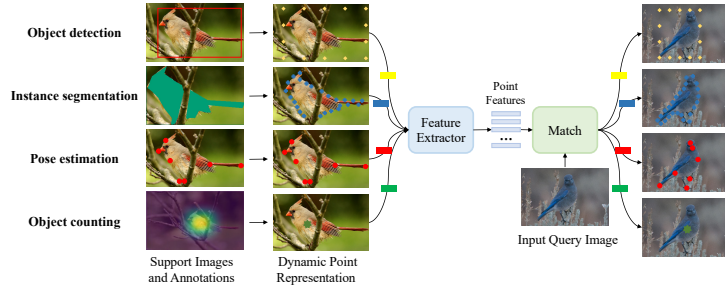 Object detection
Instance segmentation
Pose estimation
Object counting
Support Images
and Annotations
Dynamic Point
Representation
Feature
Extractor
Point
Features
...
Match
Input Query Image